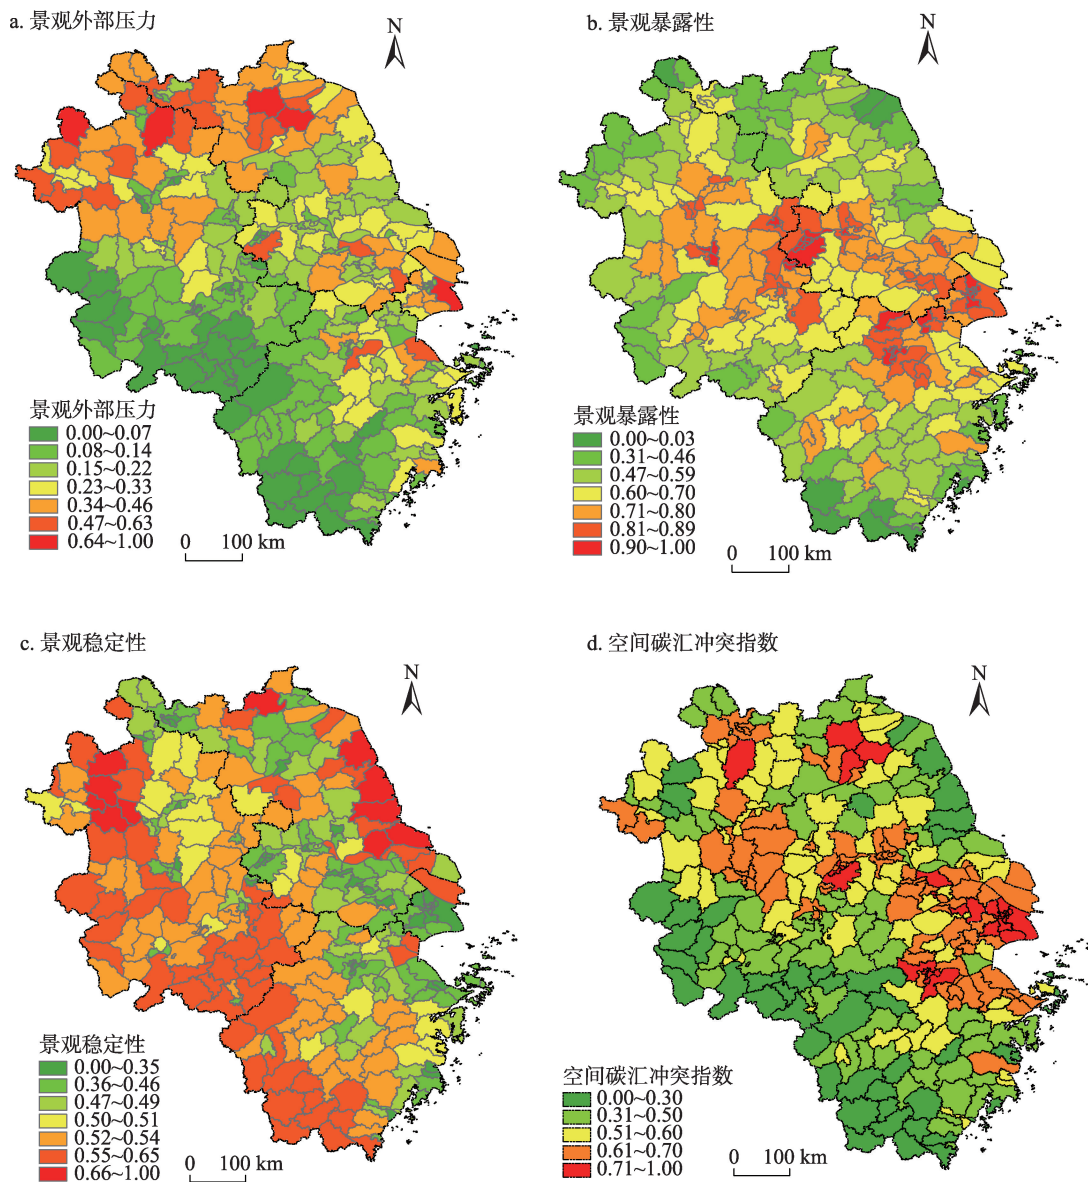 a. 景观外部压力
N
景观外部压力
0.00~0.07
0.08~0.14
0.15~0.22
0.23~0.33
0.34~0.46
0.47~0.63
0.64~1.00
0 100 km
b. 景观暴露性
N
景观暴露性
0.00~0.03
0.31~0.46
0.47~0.59
0.60~0.70
0.71~0.80
0.81~0.89
0.90~1.00
0 100 km
c. 景观稳定性
N
景观稳定性
0.00~0.35
0.36~0.46
0.47~0.49
0.50~0.51
0.52~0.54
0.55~0.65
0.66~1.00
0 100 km
d. 空间碳汇冲突指数
N
空间碳汇冲突指数
0.00~0.30
0.31~0.50
0.51~0.60
0.61~0.70
0.71~1.00
0 100 km